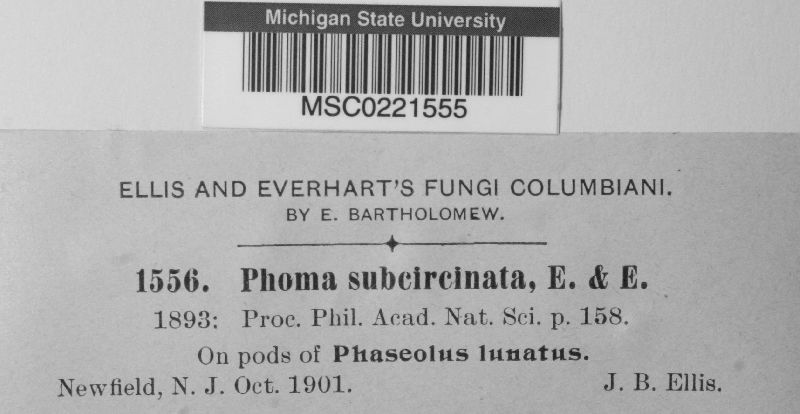 Michigan State University
MSC0221555
ELLIS AND EVERHART'S FUNGI COLUMBIANI.
BY E. BARTHOLOMEW.
1556. Phoma subcircinata, E. & E.
1893: Proc. Phil. Acad. Nat. Sci. p. 158.
On pods of Phaseolus lunatus.
Newfield, N. J. Oct. 1901. J. B. Ellis.